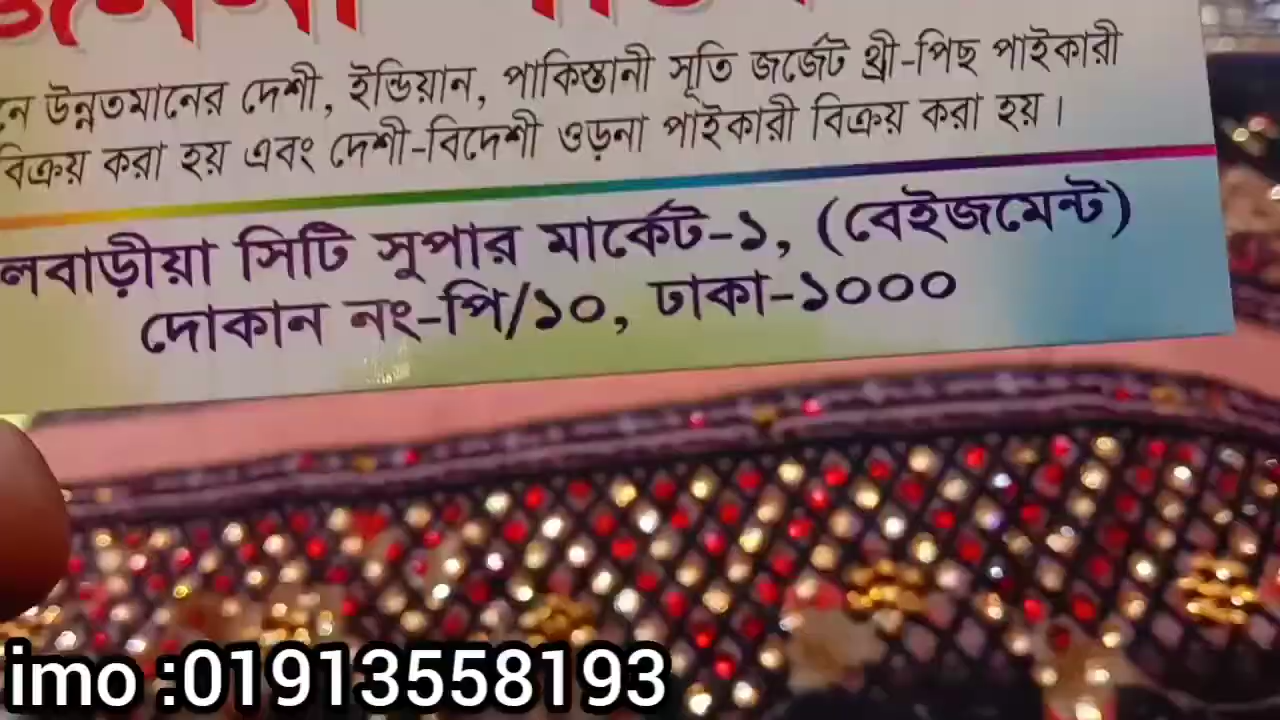 উন্নতমানের দেশী, ইন্ডিয়ান, পাকিস্তানী সূতি জর্জেট থ্রী-পিছ পাইকারী
বিক্রয় করা হয় এবং দেশী-বিদেশী ওড়না পাইকারী বিক্রয় করা হয়।
লবাড়ীয়া সিটি সুপার মার্কেট-১, (বেইজমেন্ট)
দোকান নং-পি/১০, ঢাকা-১০০০
imo :01913558193